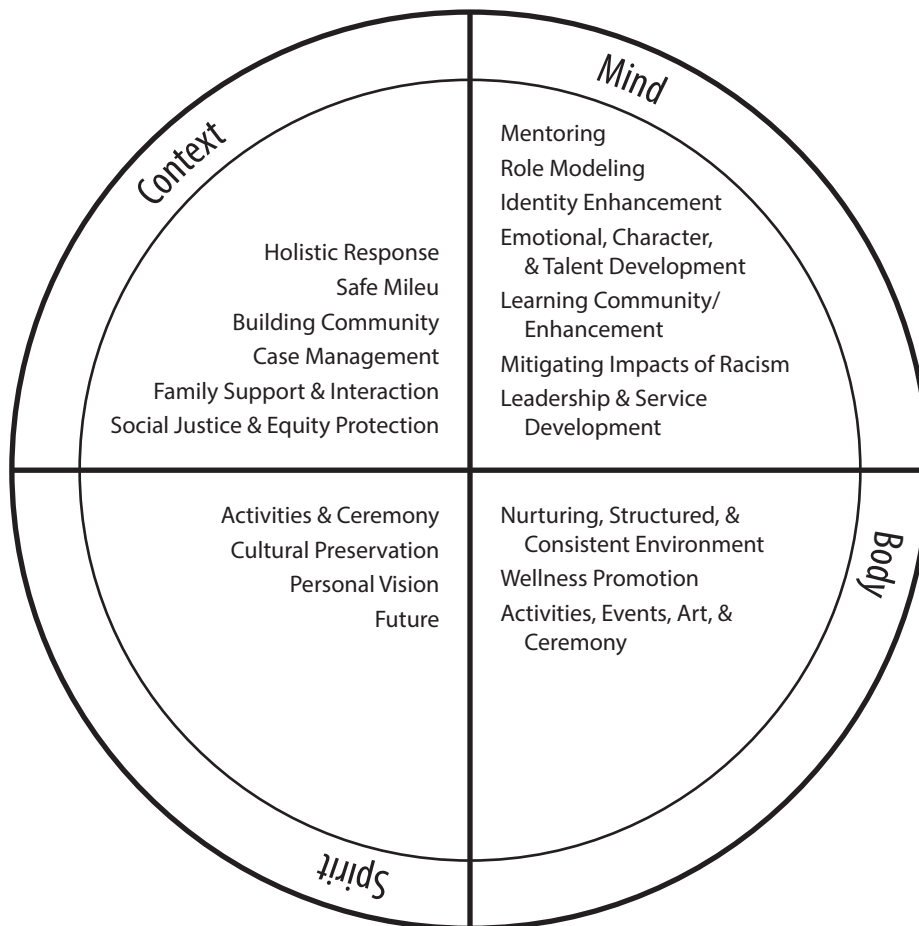 Context
Holistic Response
Safe Mileu
Building Community
Case Management
Family Support & Interaction
Social Justice & Equity Protection
Mind
Mentoring
Role Modeling
Identity Enhancement
Emotional, Character,
& Talent Development
Learning Community/
Enhancement
Mitigating Impacts of Racism
Leadership & Service
Development
Activities & Ceremony
Cultural Preservation
Personal Vision
Future
Spirit
Nurturing, Structured, &
Consistent Environment
Wellness Promotion
Activities, Events, Art, &
Ceremony
Body